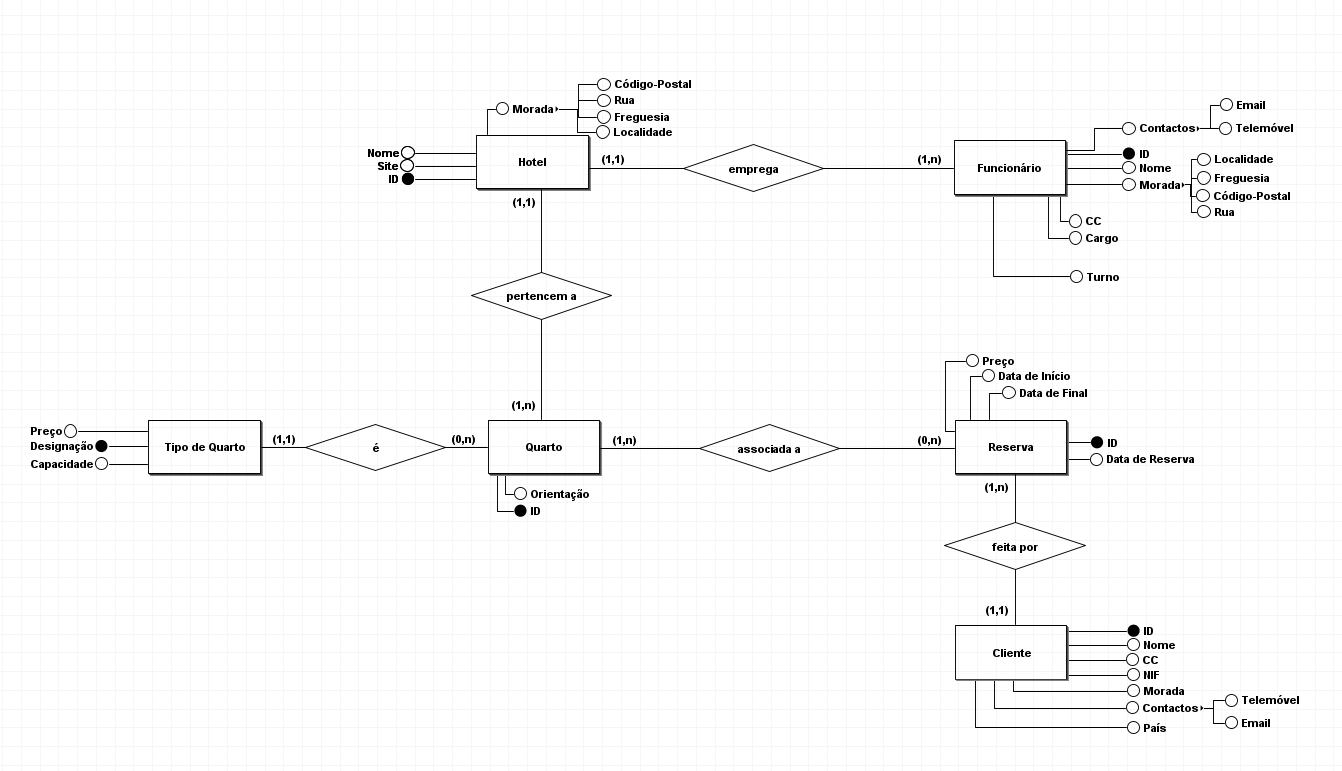 Código-Postal
Morada
Rua
Freguesia
Localidade
Nome
Site
ID
Hotel
(1,1)
emprega
(1,n)
Funcionário
Contactos
Email
Telemóvel
ID
Nome
Morada
Localidade
Freguesia
Código-Postal
Rua
CC
Cargo
Turno
(1,1)
pertencem a
(1,n)
Preço
Designação
Capacidade
Tipo de Quarto
(1,1)
é
(0,n)
Quarto
Orientação
ID
(1,n)
associada a
(0,n)
Preço
Data de Início
Data de Final
Reserva
ID
Data de Reserva
(1,n)
feita por
(1,1)
Cliente
ID
Nome
CC
NIF
Morada
Contactos
Telemóvel
Email
País